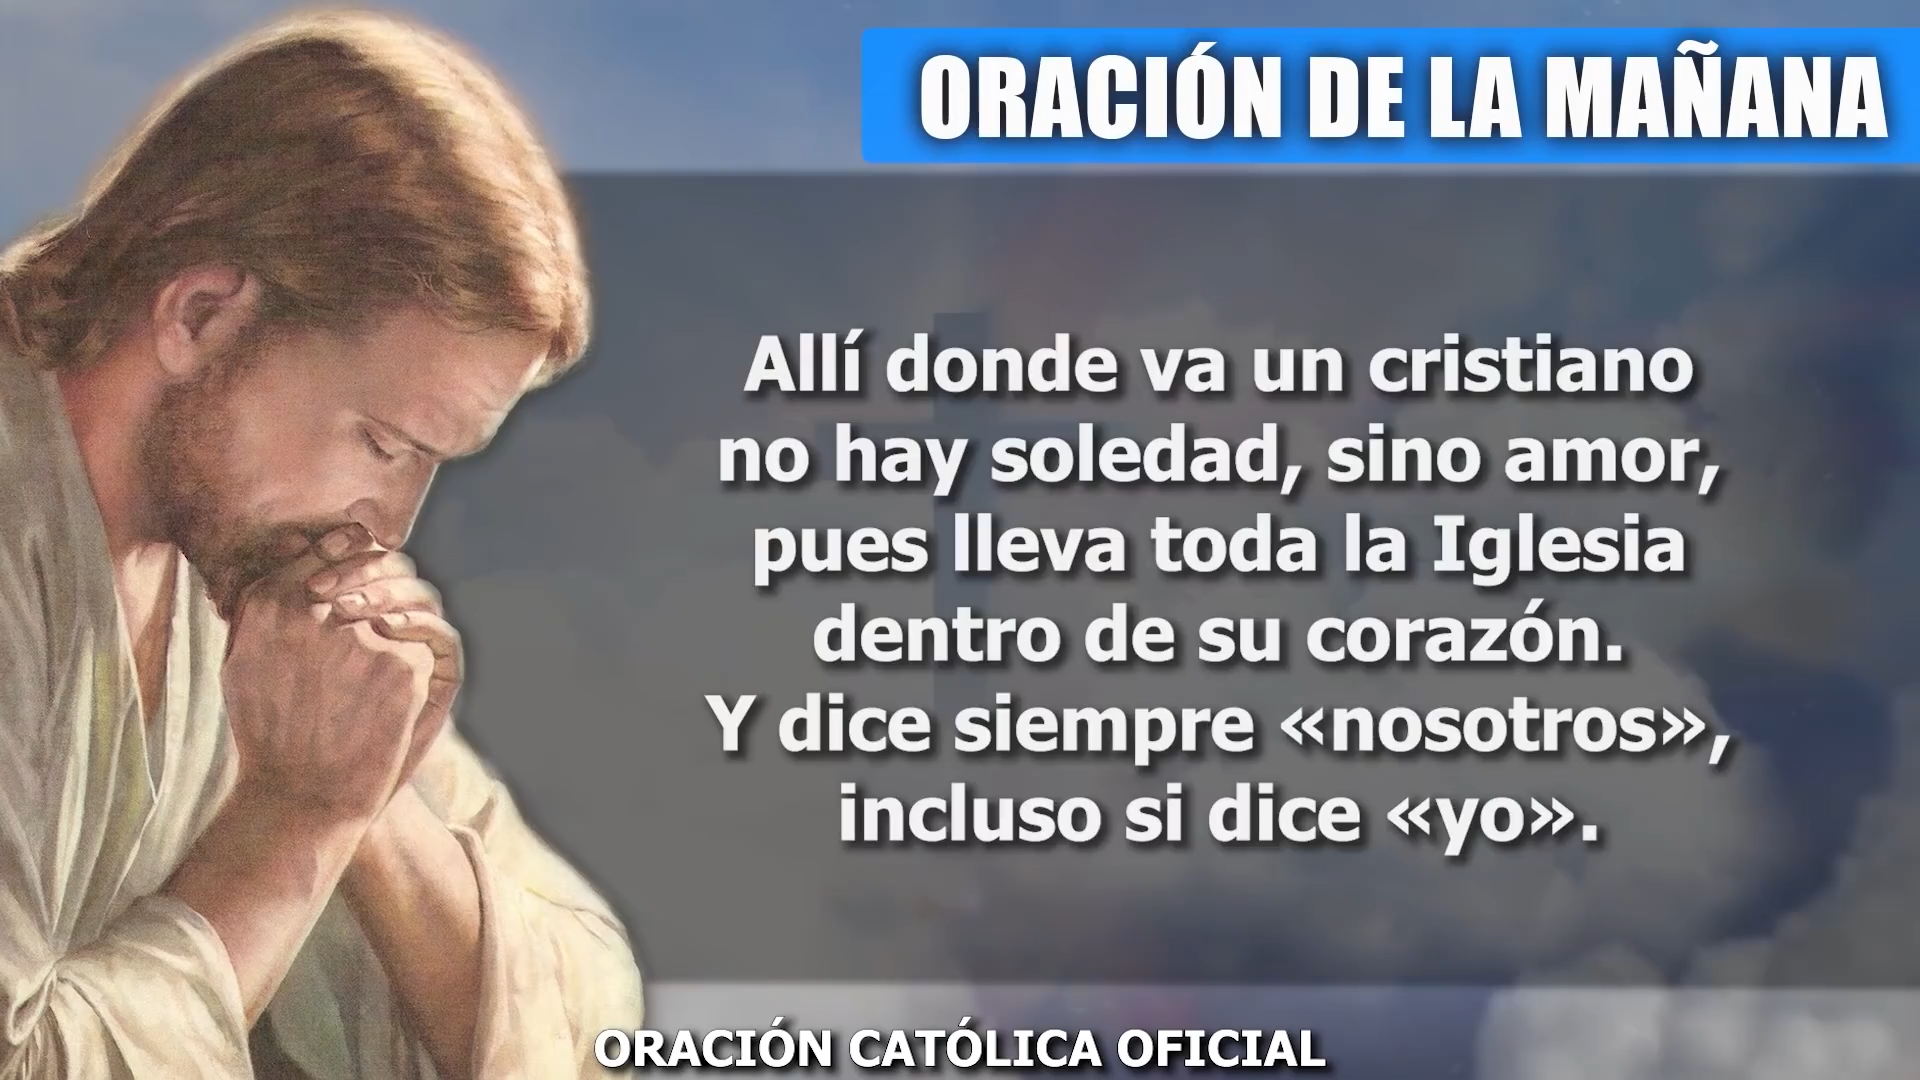 ORACIÓN DE LA MAÑANA
Allí donde va un cristiano
no hay soledad, sino amor,
pues lleva toda la Iglesia
dentro de su corazón.
Y dice siempre «nosotros»,
incluso si dice «yo».
ORACIÓN CATÓLICA OFICIAL